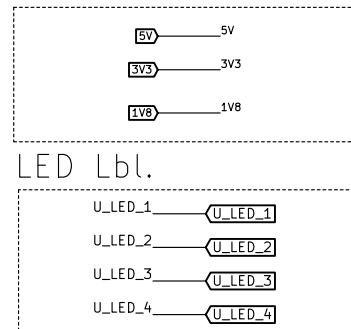 5V 5V
3V3 3V3
1V8 1V8
LED Lbl.
U_LED_1 U_LED_1
U_LED_2 U_LED_2
U_LED_3 U_LED_3
U_LED_4 U_LED_4